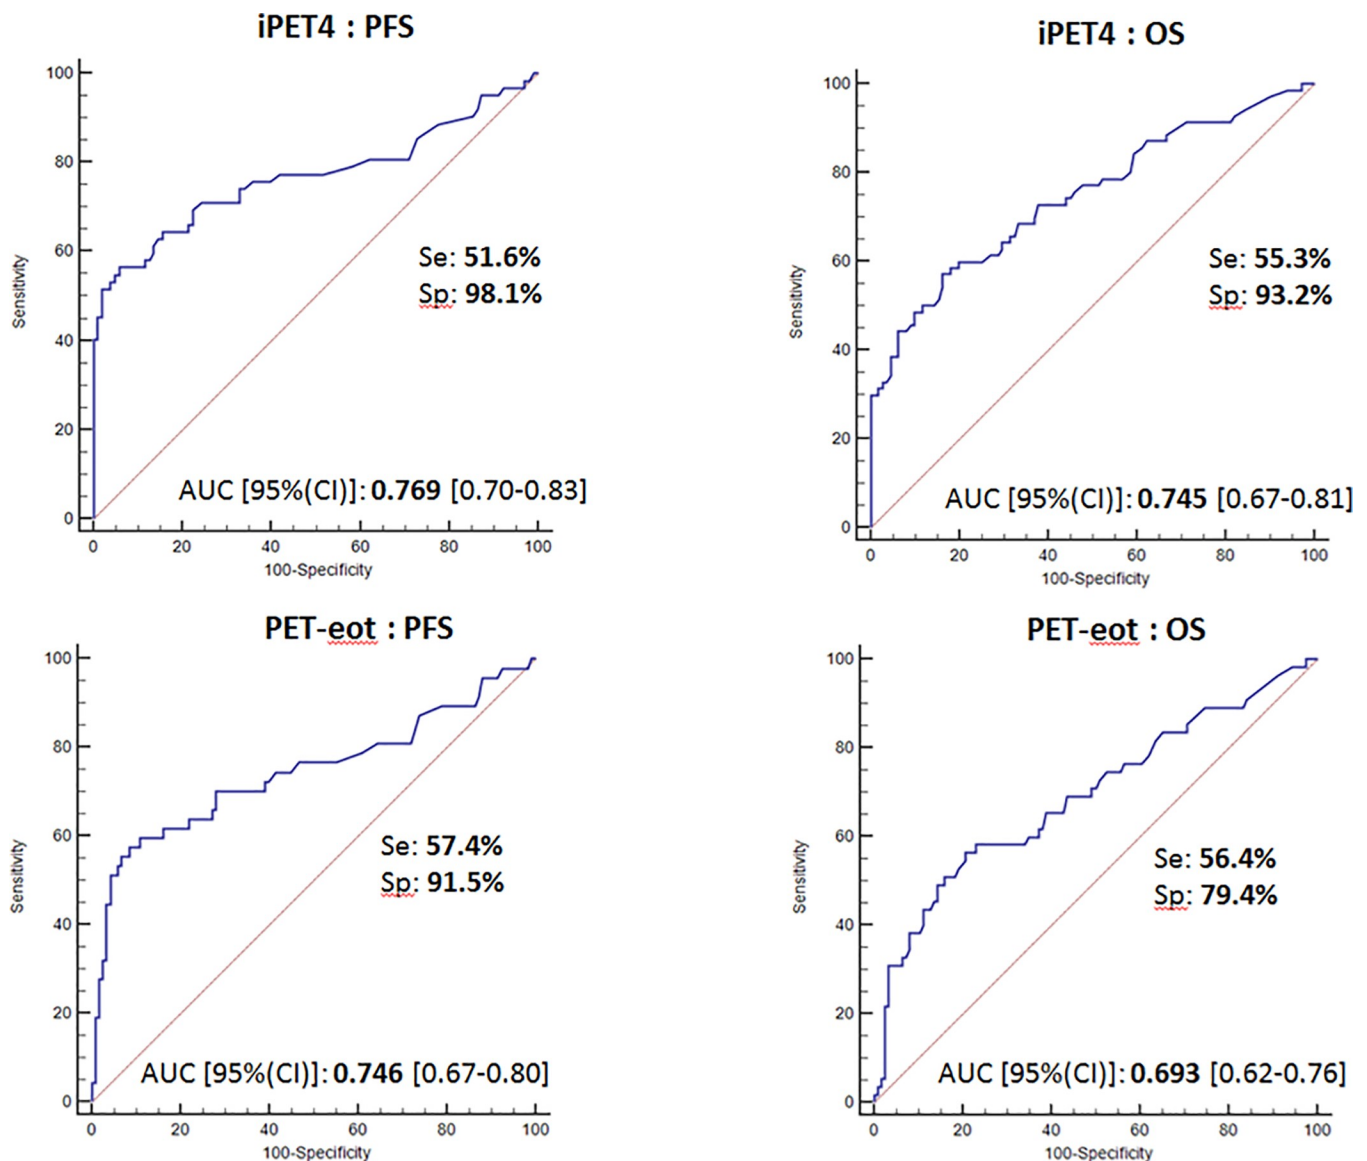 iPET4 : PFS
100
80
60
40
20
0
Sensitivity
Se: 51.6%
Sp: 98.1%
AUC [95%(CI)]: 0.769 [0.70-0.83]
0 20 40 60 80 100
100-Specificity
iPET4 : OS
100
80
60
40
20
0
Sensitivity
Se: 55.3%
Sp: 93.2%
AUC [95%(CI)]: 0.745 [0.67-0.81]
0 20 40 60 80 100
100-Specificity
PET-eot : PFS
100
80
60
40
20
0
Sensitivity
Se: 57.4%
Sp: 91.5%
AUC [95%(CI)]: 0.746 [0.67-0.80]
0 20 40 60 80 100
100-Specificity
PET-eot : OS
100
80
60
40
20
0
Sensitivity
Se: 56.4%
Sp: 79.4%
AUC [95%(CI)]: 0.693 [0.62-0.76]
0 20 40 60 80 100
100-Specificity